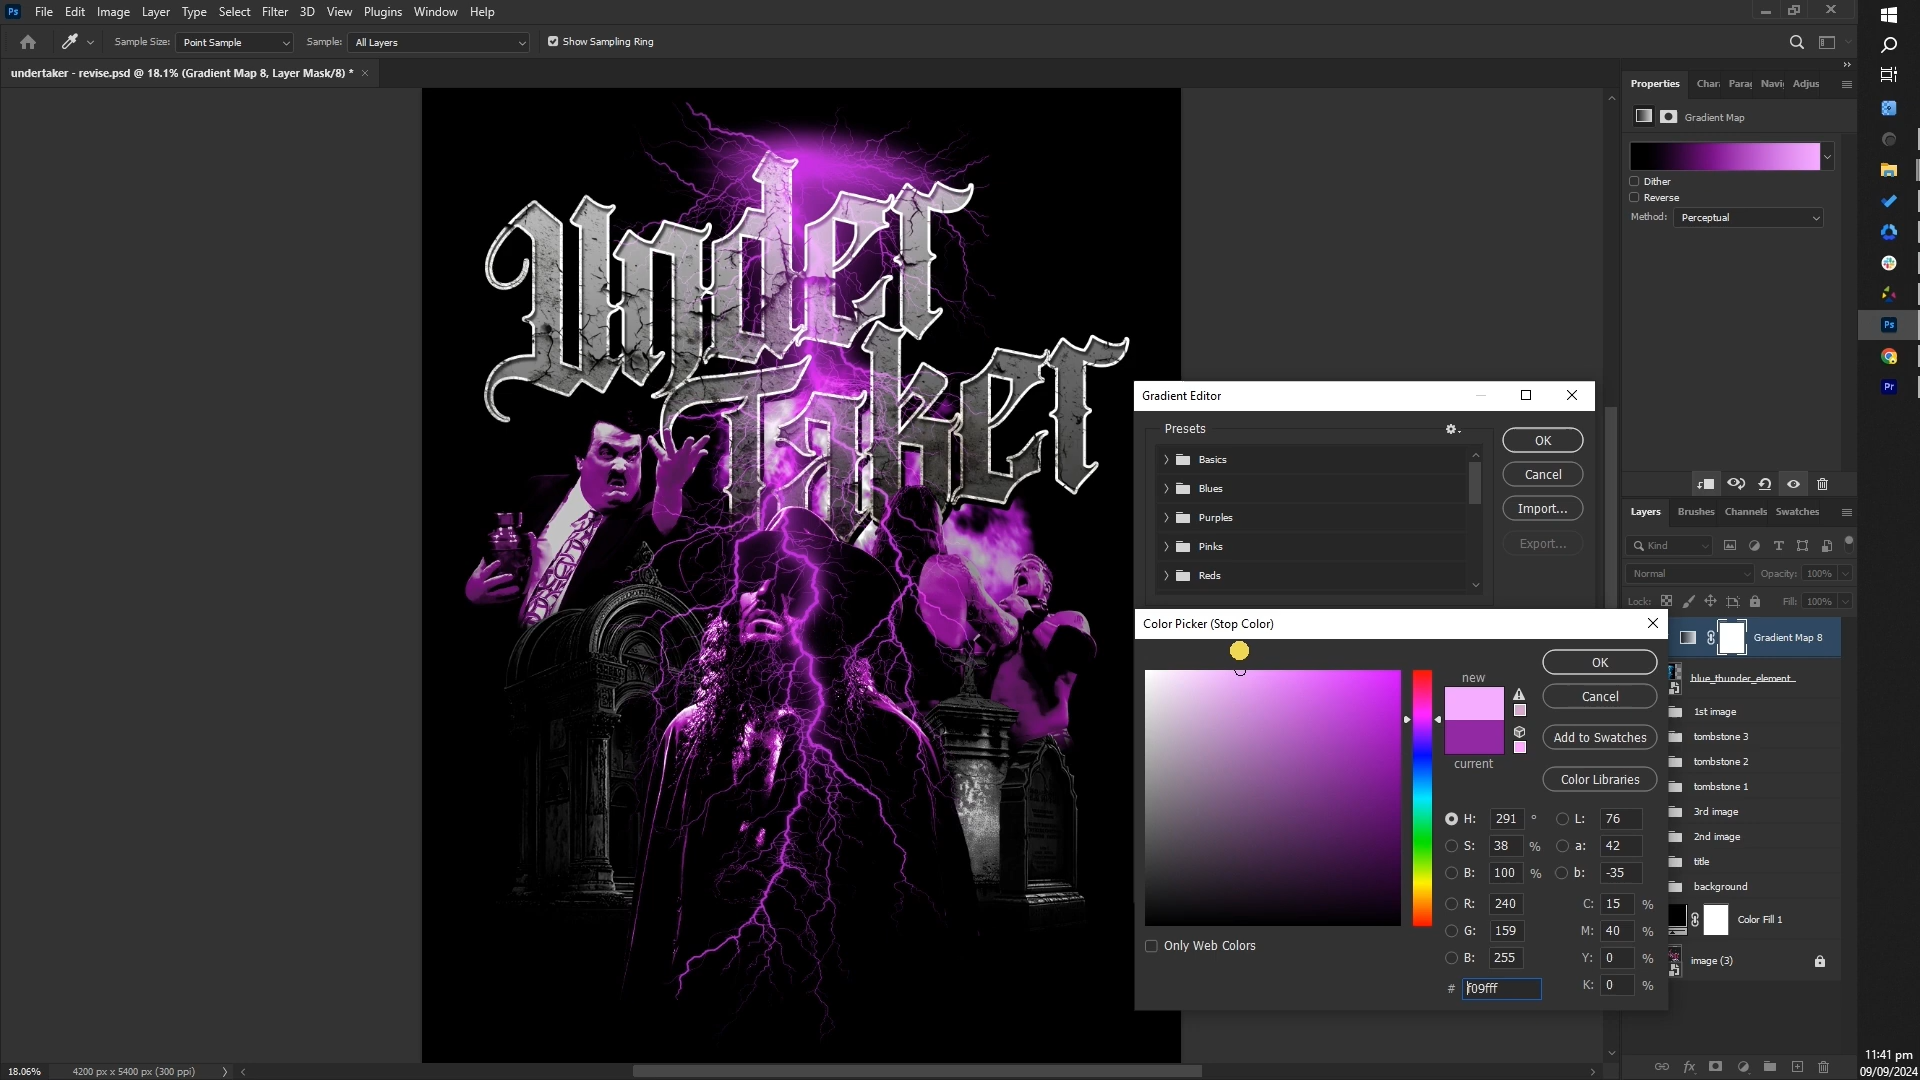 Ps File Edit Image Layer Type Select Filter 3D View Plugins Window Help
Sample Size: Point Sample Sample: All Layers Show Sampling Ring
undertaker - revise.psd @ 18.1% (Gradient Map 8, Layer Mask/8) *
Under
Taker
Properties Char Para Navi Adjus
Gradient Map
Dither
Reverse
Method: Perceptual
Gradient Editor
Presets
Basics
Blues
Purples
Pinks
Reds
OK
Cancel
Import...
Export...
Layers Brushes Channels Swatches
Kind
Normal Opacity: 100%
Lock: Fill: 100%
Gradient Map 8
blue_thunder_element
1st image
tombstone 3
tombstone 2
tombstone 1
3rd image
2nd image
title
background
Color Fill 1
image (3)
Color Picker (Stop Color)
new
current
OK
Cancel
Add to Swatches
Color Libraries
H: 291 ° L: 76
S: 38 % a: 42
B: 100 % b: -35
R: 240 C: 15 %
G: 159 M: 40 %
B: 255 Y: 0 %
# f09fff K: 0 %
Only Web Colors
18.06% 4200 px x 5400 px (300 ppi)
Ps
Pr
11:41 pm
09/09/2024